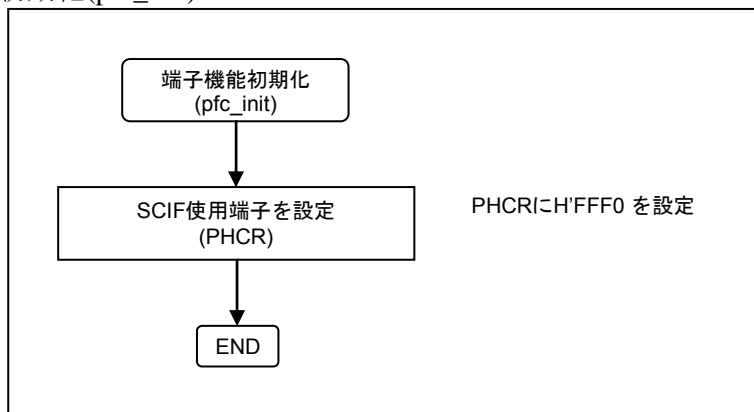 端子機能初期化
(pfc_init)
SCIF使用端子を設定
(PHCR)
PHCRにH'FFF0 を設定
END